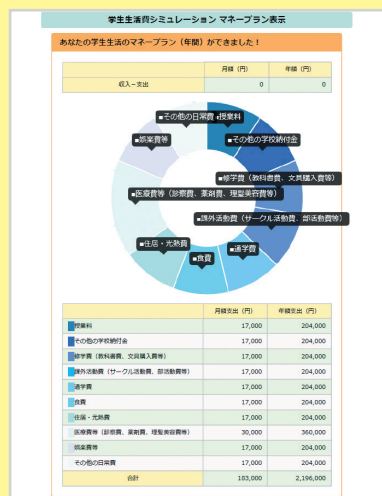 学生生活費シミュレーション マネープラン表示
あなたの学生生活のマネープラン（年間）ができました！
月額（円） 年額（円）
収入－支出 0 0
■その他の日常費 ■授業料
■娯楽費等 ■その他の学校納付金
■修学費（教科書費、文具購入費等）
■医療費等（診察費、薬剤費、理髪美容費等）
■課外活動費（サークル活動費、部活動費等）
■住居・光熱費 ■通学費
■食費
月額支出（円） 年額支出（円）
授業料 17,000 204,000
その他の学校納付金 17,000 204,000
修学費（教科書費、文具購入費等） 17,000 204,000
課外活動費（サークル活動費、部活動費等） 17,000 204,000
通学費 17,000 204,000
食費 17,000 204,000
住居・光熱費 17,000 204,000
医療費等（診察費、薬剤費、理髪美容費等） 30,000 360,000
娯楽費等 17,000 204,000
その他の日常費 17,000 204,000
合計 183,000 2,196,000